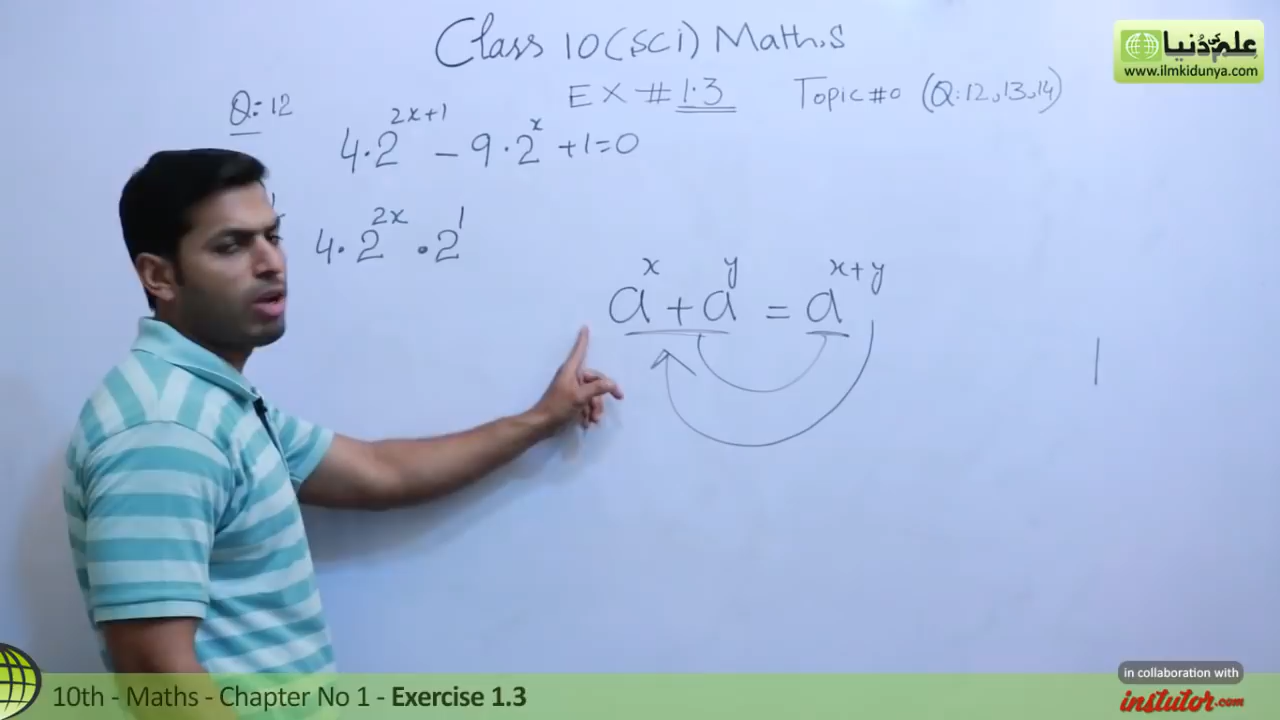 Class 10(SCi) Maths
علم کی دُنیا
www.ilmkidunya.com
EX # 1.3 Topic # 0 (Q:12,13,14)
Q: 12
4·2^{2x+1} - 9·2^x + 1 = 0
4·2^{2x}·2^1
a^x + a^y = a^{x+y}
10th - Maths - Chapter No 1 - Exercise 1.3
in collaboration with
instutor.com